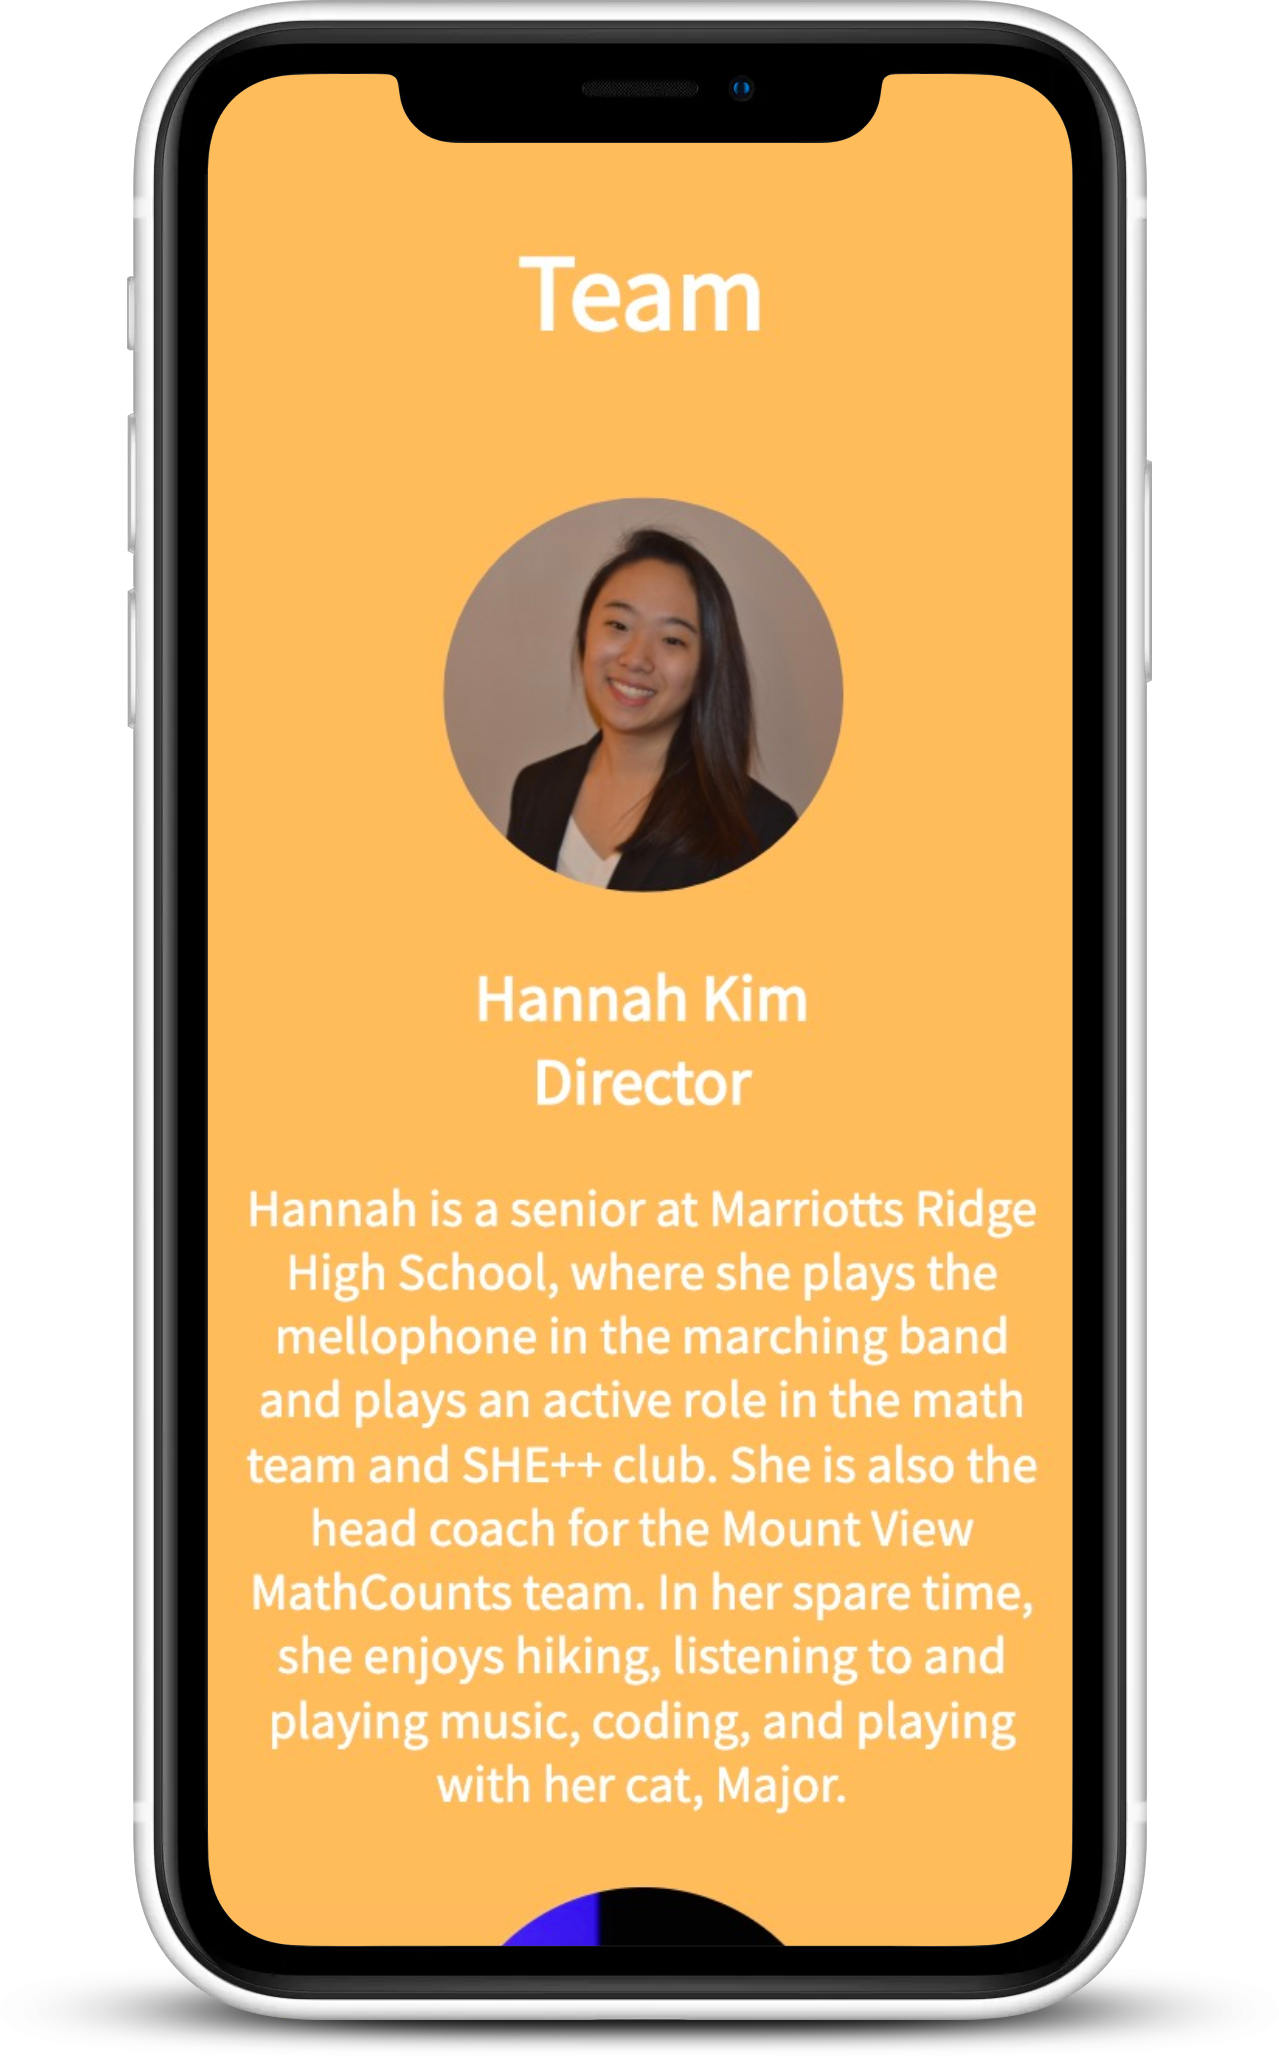 Team
Hannah Kim
Director
Hannah is a senior at Marriotts Ridge
High School, where she plays the
mellophone in the marching band
and plays an active role in the math
team and SHE++ club. She is also the
head coach for the Mount View
MathCounts team. In her spare time,
she enjoys hiking, listening to and
playing music, coding, and playing
with her cat, Major.